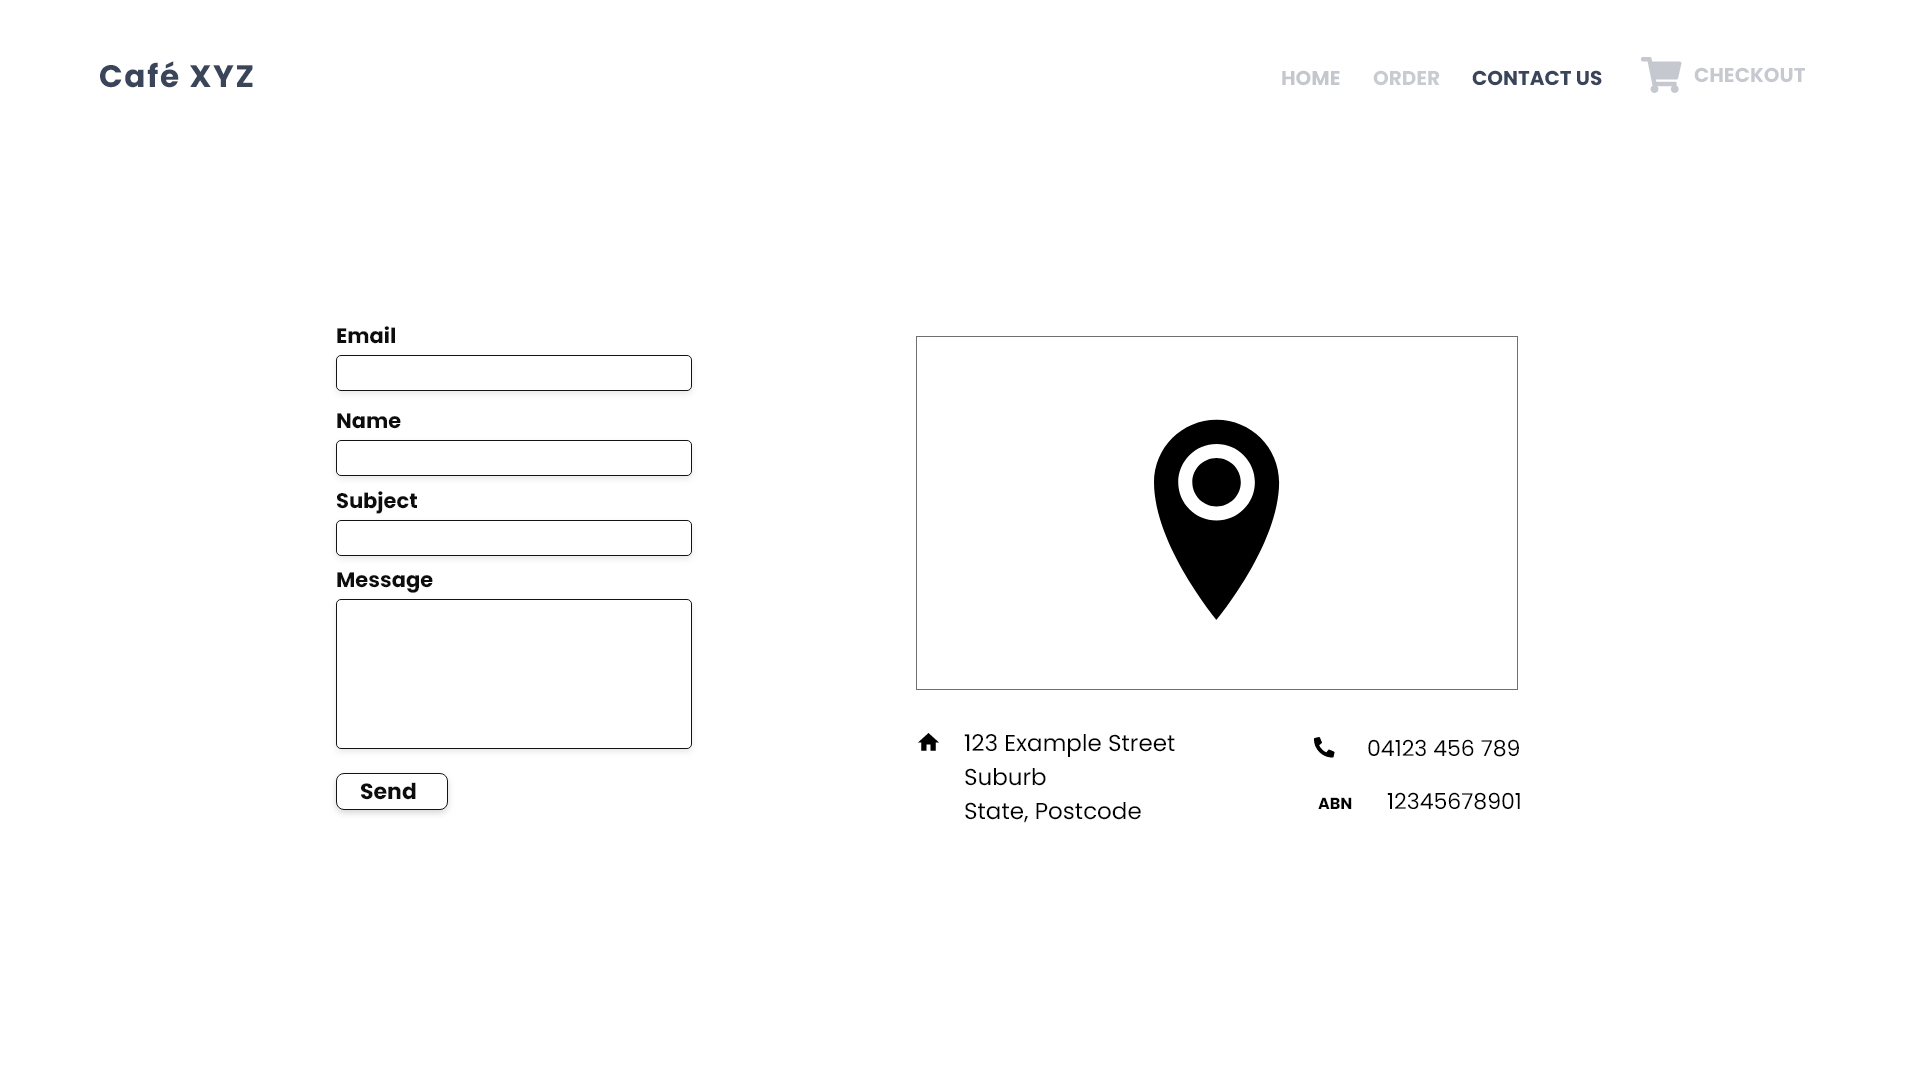 Café XYZ
HOME
ORDER
CONTACT US
CHECKOUT
Email
Name
Subject
Message
Send
123 Example Street
Suburb
State, Postcode
04123 456 789
ABN 12345678901